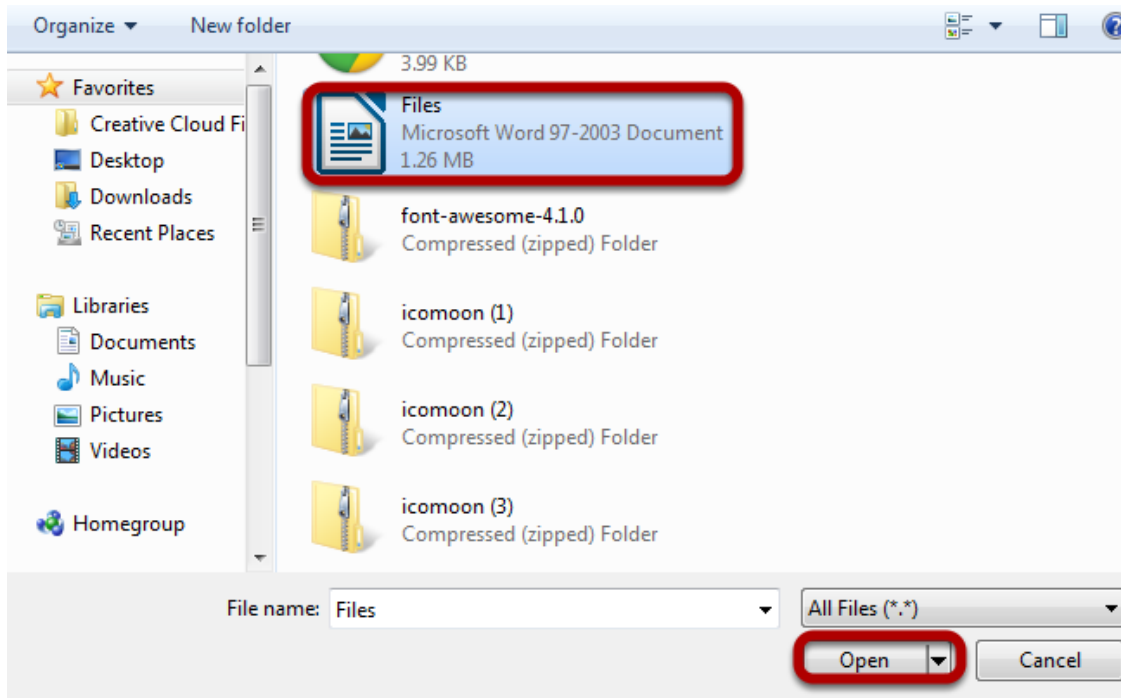 Organize
New folder
Favorites
Creative Cloud Fi
Desktop
Downloads
Recent Places
Libraries
Documents
Music
Pictures
Videos
Homegroup
3.99 KB
Files
Microsoft Word 97-2003 Document
1.26 MB
font-awesome-4.1.0
Compressed (zipped) Folder
icomoon (1)
Compressed (zipped) Folder
icomoon (2)
Compressed (zipped) Folder
icomoon (3)
Compressed (zipped) Folder
File name: Files
All Files (*.*)
Open
Cancel